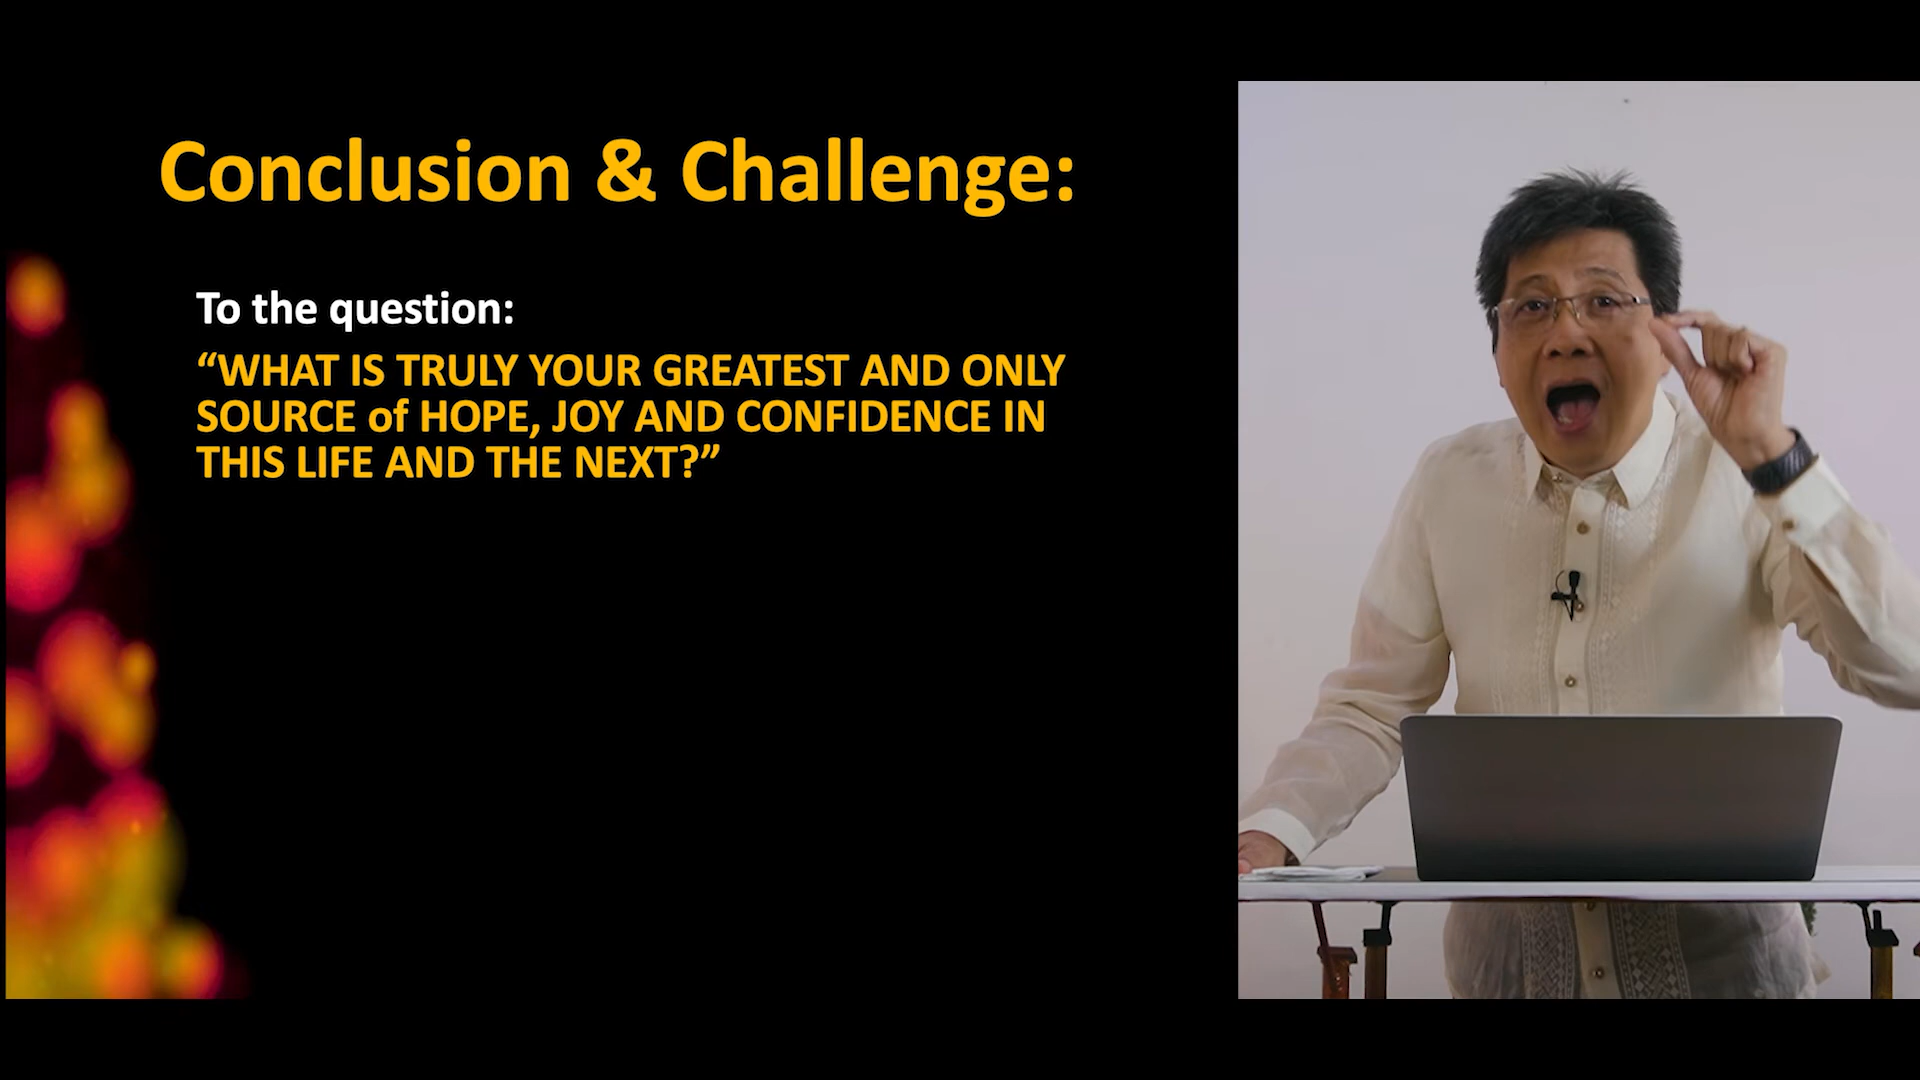 Conclusion & Challenge:
To the question:
“WHAT IS TRULY YOUR GREATEST AND ONLY
SOURCE of HOPE, JOY AND CONFIDENCE IN
THIS LIFE AND THE NEXT?”